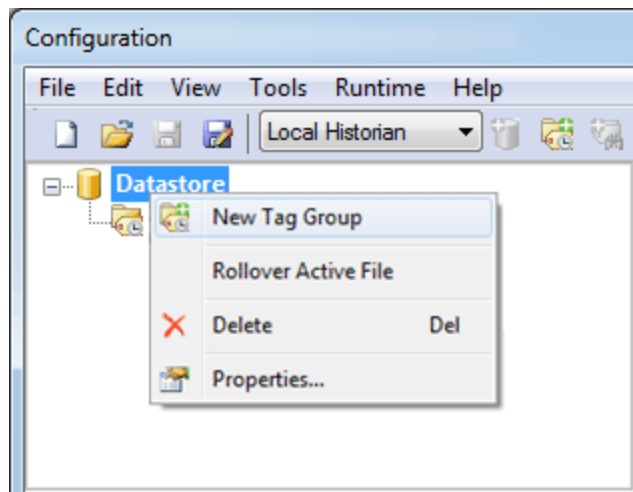 Configuration
File Edit View Tools Runtime Help
Local Historian
Datastore
New Tag Group
Rollover Active File
Delete Del
Properties...